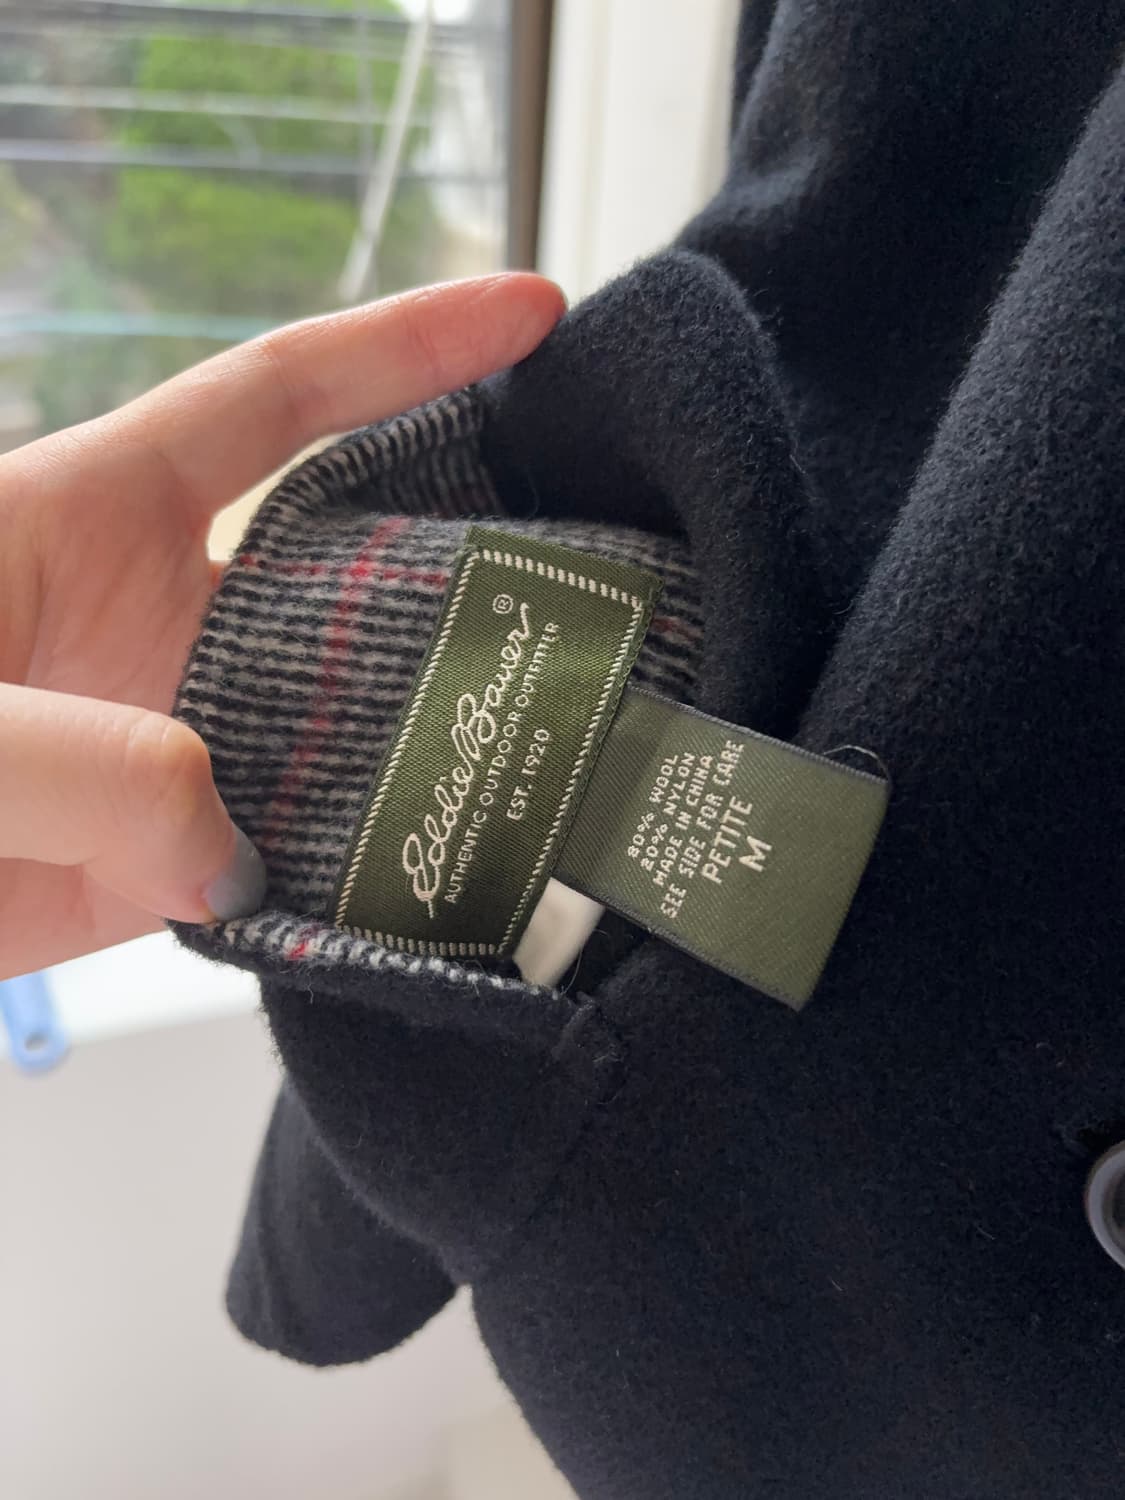 Eddie Bauer®
AUTHENTIC OUTDOOR OUTFITTER
EST. 1920
80% WOOL
20% NYLON
MADE IN CHINA
SEE SIDE FOR CARE
PETITE
M